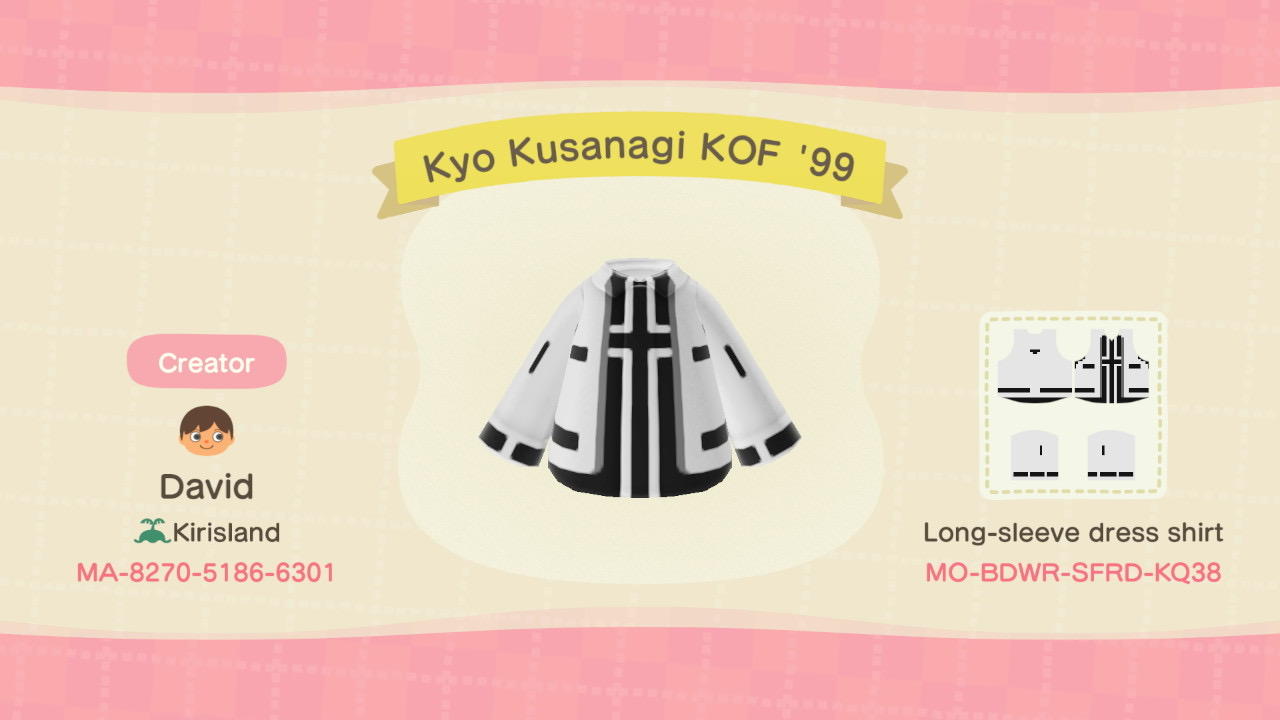 Kyo Kusanagi KOF '99
Creator
David
Kirisland
MA-8270-5186-6301
Long-sleeve dress shirt
MO-BDWR-SFRD-KQ38